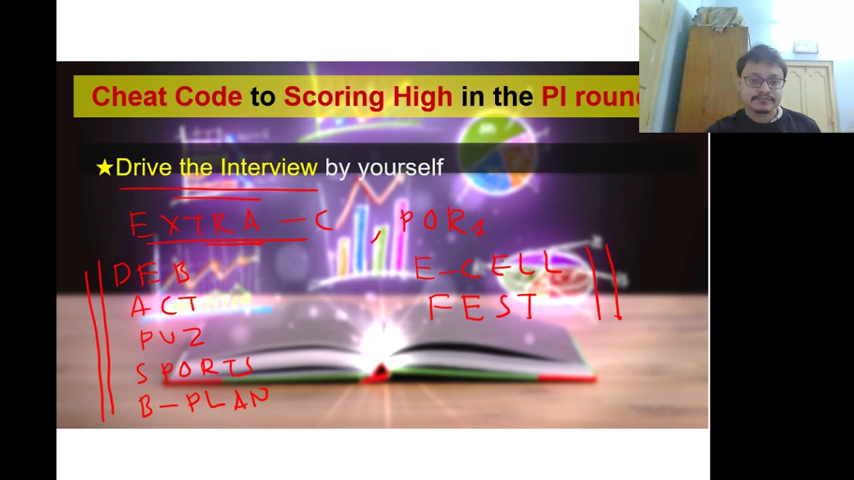 Cheat Code to Scoring High in the PI roun
★Drive the Interview by yourself
EXTRA-C, PORs
DEB
ACT
PUZ
SPORTS
B-PLAN
E-CELL
FEST